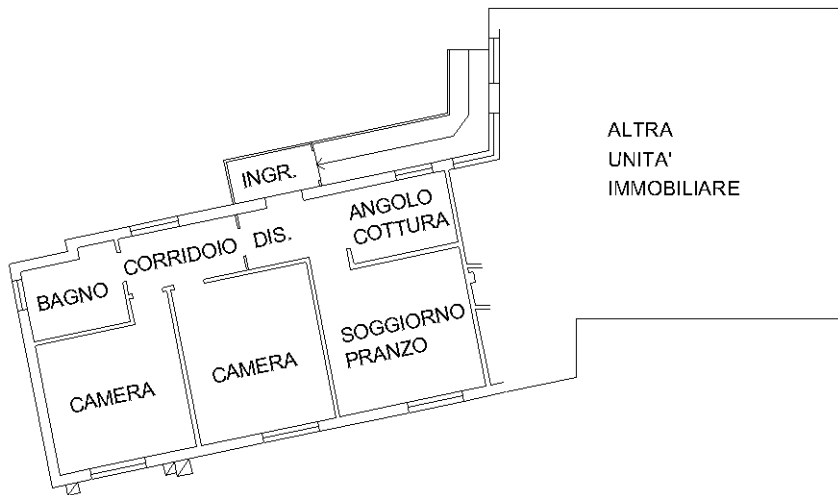 ALTRA
UNITA'
IMMOBILIARE
INGR.
ANGOLO
COTTURA
CORRIDOIO
DIS.
BAGNO
SOGGIORNO
PRANZO
CAMERA
CAMERA